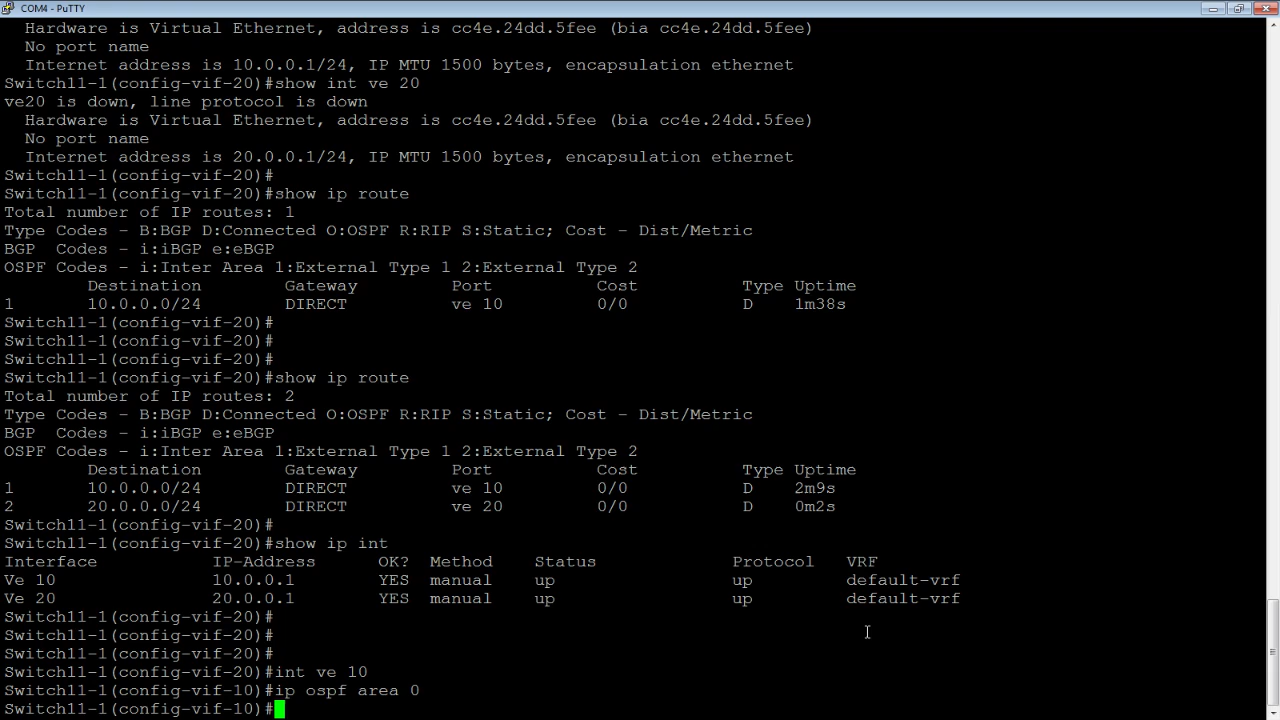 COM4 - PuTTY
Hardware is Virtual Ethernet, address is cc4e.24dd.5fee (bia cc4e.24dd.5fee)
No port name
Internet address is 10.0.0.1/24, IP MTU 1500 bytes, encapsulation ethernet
Switch11-1(config-vif-20)#show int ve 20
ve20 is down, line protocol is down
Hardware is Virtual Ethernet, address is cc4e.24dd.5fee (bia cc4e.24dd.5fee)
No port name
Internet address is 20.0.0.1/24, IP MTU 1500 bytes, encapsulation ethernet
Switch11-1(config-vif-20)#
Switch11-1(config-vif-20)#show ip route
Total number of IP routes: 1
Type Codes - B:BGP D:Connected O:OSPF R:RIP S:Static; Cost - Dist/Metric
BGP  Codes - i:iBGP e:eBGP
OSPF Codes - i:Inter Area 1:External Type 1 2:External Type 2
Destination Gateway Port Cost Type Uptime
1 10.0.0.0/24 DIRECT ve 10 0/0 D 1m38s
Switch11-1(config-vif-20)#
Switch11-1(config-vif-20)#
Switch11-1(config-vif-20)#
Switch11-1(config-vif-20)#show ip route
Total number of IP routes: 2
Type Codes - B:BGP D:Connected O:OSPF R:RIP S:Static; Cost - Dist/Metric
BGP  Codes - i:iBGP e:eBGP
OSPF Codes - i:Inter Area 1:External Type 1 2:External Type 2
Destination Gateway Port Cost Type Uptime
1 10.0.0.0/24 DIRECT ve 10 0/0 D 2m9s
2 20.0.0.0/24 DIRECT ve 20 0/0 D 0m2s
Switch11-1(config-vif-20)#
Switch11-1(config-vif-20)#show ip int
Interface IP-Address OK? Method Status Protocol VRF
Ve 10 10.0.0.1 YES manual up up default-vrf
Ve 20 20.0.0.1 YES manual up up default-vrf
Switch11-1(config-vif-20)#
Switch11-1(config-vif-20)#
Switch11-1(config-vif-20)#
Switch11-1(config-vif-20)#int ve 10
Switch11-1(config-vif-10)#ip ospf area 0
Switch11-1(config-vif-10)#